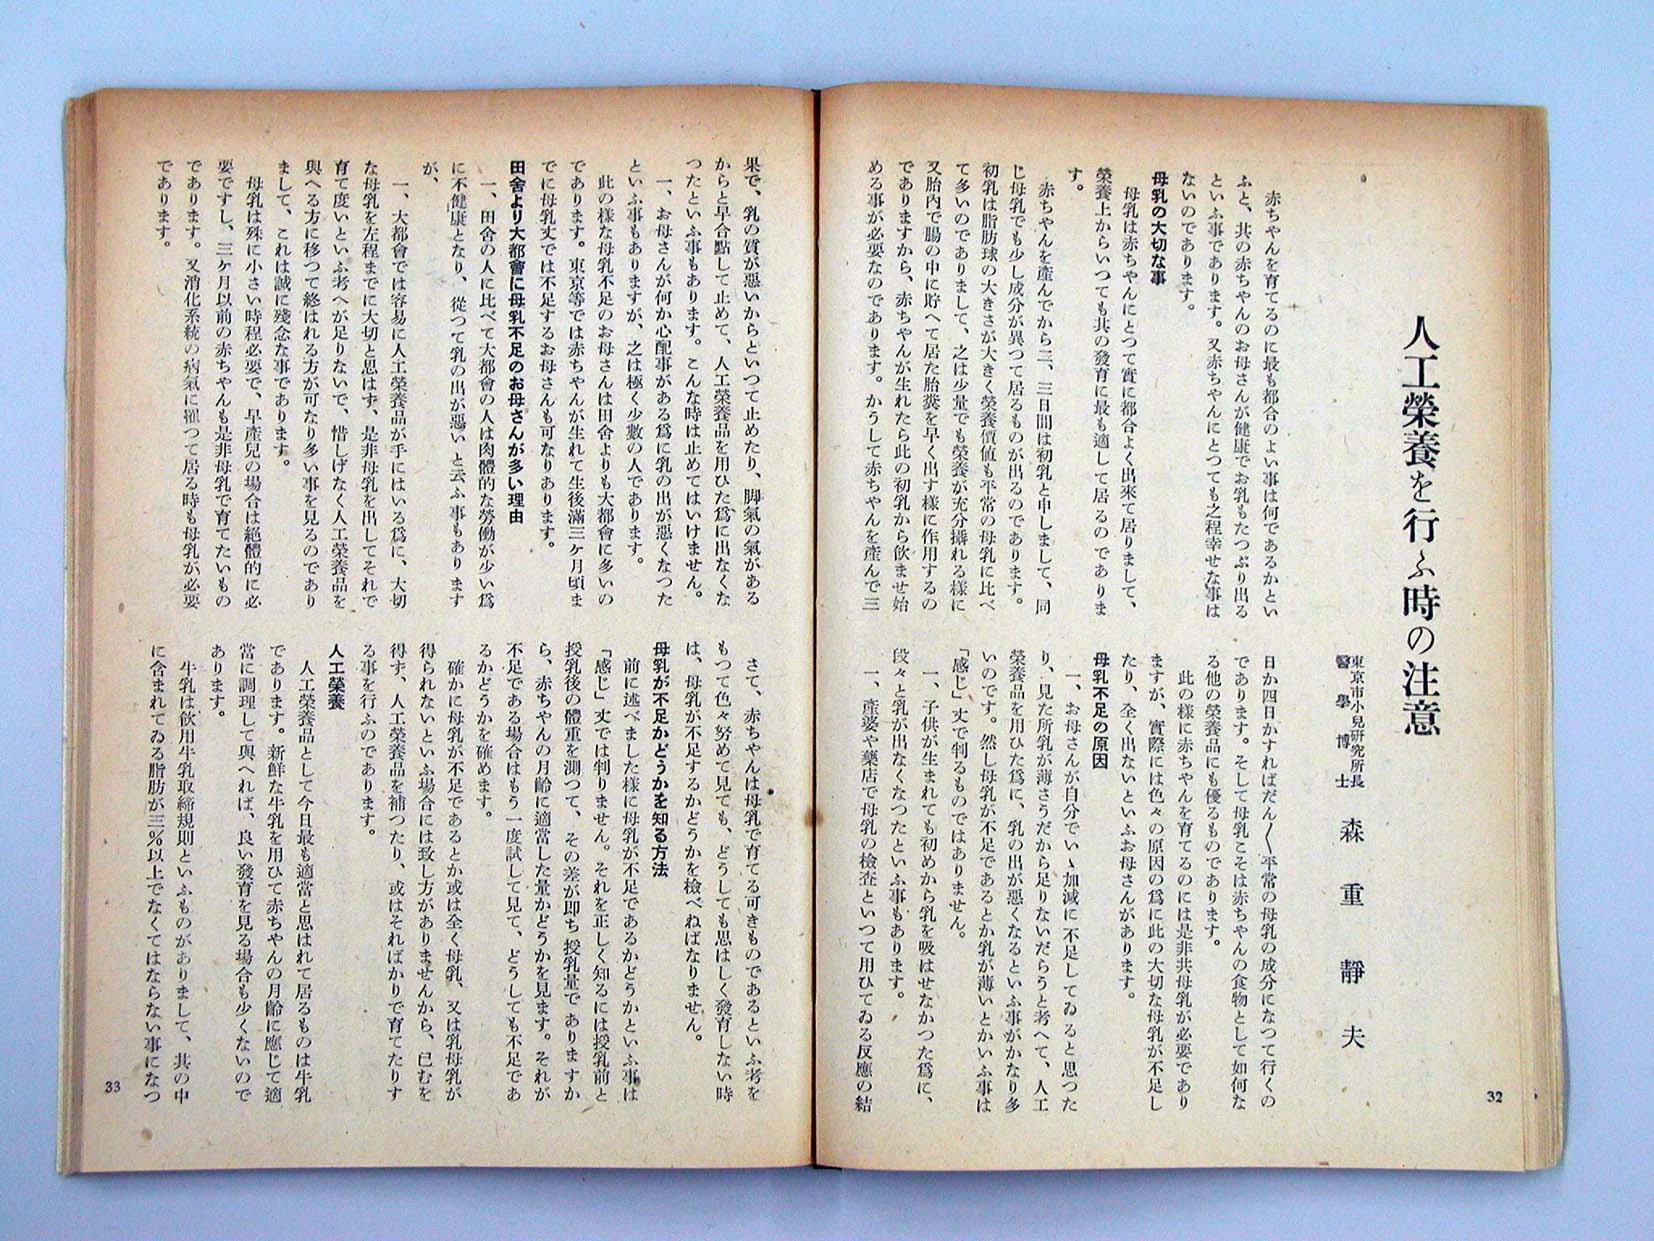 人工榮養を行ふ時の注意
東京市小兒研究所長
醫學博士
森重靜夫
赤ちやんを育てるのに最も都合のよい事は何であるかとい
ふと、其の赤ちやんのお母さんが健康でお乳もたつぷり出る
といふ事であります。又赤ちやんにとつても之程幸せな事は
ないのであります。
母乳の大切な事
母乳は赤ちやんにとつて實に都合よく出來て居りまして、
榮養上からいつても其の發育に最も適して居るのでありま
す。
赤ちやんを產んでから二、三日間は初乳と申しまして、同
じ母乳でも少し成分が異つて居るものが出るのであります。
初乳は脂肪球の大きさが大きく榮養價値も平常の母乳に比べ
て多いのでありまして、之は少量でも榮養が充分攝れる樣に
又胎內で腸の中に貯へて居た胎糞を早く出す樣に作用するの
でありますから、赤ちやんが生れたら此の初乳から飲ませ始
める事が必要なのであります。かうして赤ちやんを產んで三
日か四日かすればだん〱平常の母乳の成分になつて行くの
であります。そして母乳こそは赤ちやんの食物として如何な
る他の榮養品にも優るものであります。
此の樣に赤ちやんを育てるのには是非共母乳が必要であり
ますが、實際には色々の原因の爲に此の大切な母乳が不足し
たり、全く出ないといふお母さんがあります。
母乳不足の原因
一、お母さんが自分でいゝ加減に不足してゐると思つた
り、見た所乳が薄さうだから足りないだらうと考へて、人工
榮養品を用ひた爲に、乳の出が悪くなるといふ事がかなり多
いのです。然し母乳が不足であるとか乳が薄いとかいふ事は
「感じ」丈で判るものではありません。
一、子供が生まれても初めから乳を吸はせなかつた爲に、
段々と乳が出なくなつたといふ事もあります。
一、產婆や藥店で母乳の檢査といつて用ひてゐる反應の結
32
果で、乳の質が悪いからといつて止めたり、脚氣の氣がある
からと早合點して止めて、人工榮養品を用ひた爲に出なくな
つたといふ事もあります。こんな時は止めてはいけません。
一、お母さんが何か心配事がある爲に乳の出が悪くなつた
といふ事もありますが、之は極く少數の人であります。
此の樣な母乳不足のお母さんは田舍よりも大都會に多いの
であります。東京等では赤ちやんが生れて生後滿三ヶ月頃ま
でに母乳丈では不足するお母さんも可なりあります。
田舍より大都會に母乳不足のお母さんが多い理由
一、田舍の人に比べて大都會の人は肉體的な勞働が少い爲
に不健康となり、從つて乳の出が悪いと云ふ事もあります
が、
一、大都會では容易に人工榮養品が手にはいる爲に、大切
な母乳を左程までに大切と思はず、是非母乳を出してそれで
育て度いといふ考へが足りないで、惜しげなく人工榮養品を
與へる方に移つて終はれる方が可なり多い事を見るのであり
まして、これは誠に殘念な事であります。
母乳は殊に小さい時程必要で、早產兒の場合は絕體的に必
要ですし、三ヶ月以前の赤ちやんも是非母乳で育てたいもの
であります。又消化系統の病氣に罹つて居る時も母乳が必要
であります。
さて、赤ちやんは母乳で育てる可きものであるといふ考を
もつて色々努めて見ても、どうしても思はしく發育しない時
は、母乳が不足するかどうかを檢べねばなりません。
母乳が不足かどうかを知る方法
前に述べました樣に母乳が不足であるかどうかといふ事は
「感じ」丈では判りません。それを正しく知るには授乳前と
授乳後の體重を測つて、その差が卽ち授乳量でありますか
ら、赤ちやんの月齡に適當した量かどうかを見ます。それが
不足である場合はもう一度試して見て、どうしても不足であ
るかどうかを確めます。
確かに母乳が不足であるとか或は全く母乳、又は乳母乳が
得られないといふ場合には致し方がありませんから、已むを
得ず、人工榮養品を補つたり、或はそればかりで育てたりす
る事を行ふのであります。
人工榮養
人工榮養品として今日最も適當と思はれて居るものは牛乳
であります。新鮮な牛乳を用ひて赤ちやんの月齡に應じて適
當に調理して與へれば、良い發育を見る場合も少くないので
あります。
牛乳は飲用牛乳取締規則といふものがありまして、其の中
に含まれてゐる脂肪が三%以上でなくてはならない事になつ
33